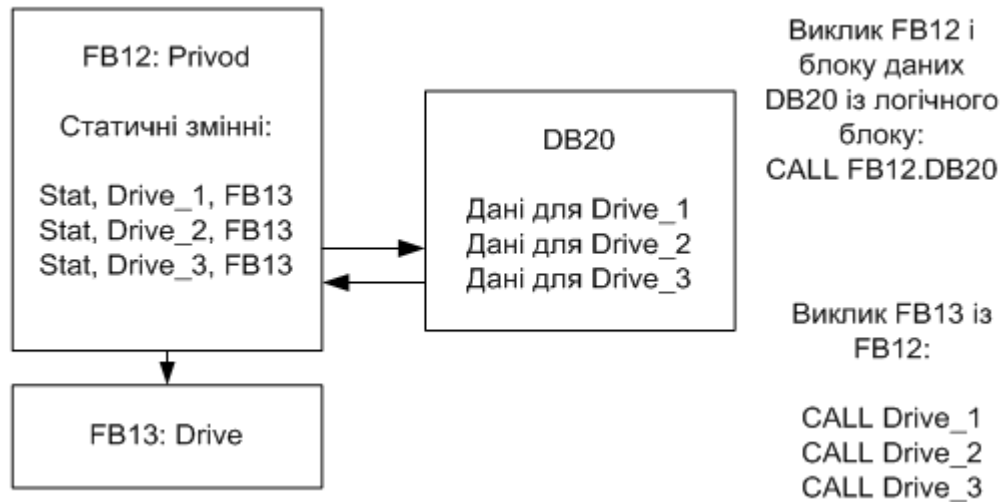 FB12: Privod
Статичні змінні:
Stat, Drive_1, FB13
Stat, Drive_2, FB13
Stat, Drive_3, FB13
FB13: Drive
DB20
Дані для Drive_1
Дані для Drive_2
Дані для Drive_3
Виклик FB12 і
блоку даних
DB20 із логічного
блоку:
CALL FB12.DB20
Виклик FB13 із
FB12:
CALL Drive_1
CALL Drive_2
CALL Drive_3